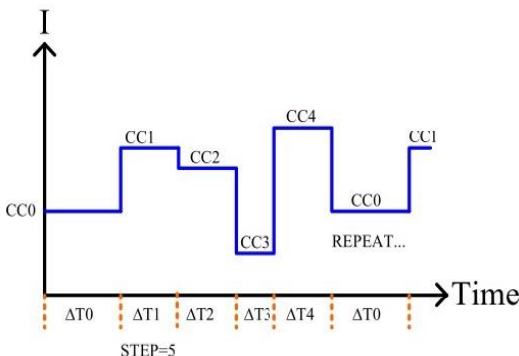 I
CC4
CC1
CC1
CC2
CC0
CC0
CC3
REPEAT...
Time
ΔT0 ΔT1 ΔT2 ΔT3 ΔT4 ΔT0
STEP=5